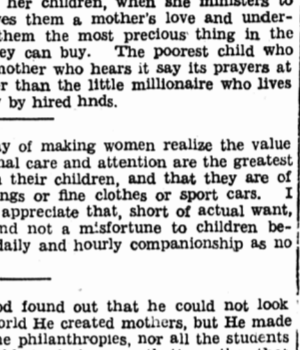 her children, when she ministers to
es them a mother's love and under-
them the most precious thing in the
ey can buy. The poorest child who
mother who hears it say its prayers at
r than the little millionaire who lives
by hired hnds.
y of making women realize the value
nal care and attention are the greatest
their children, and that they are of
ngs or fine clothes or sport cars. I
appreciate that, short of actual want,
nd not a misfortune to children be-
daily and hourly companionship as no
od found out that he could not look
orld He created mothers, but He made
e philanthropies, nor all the students